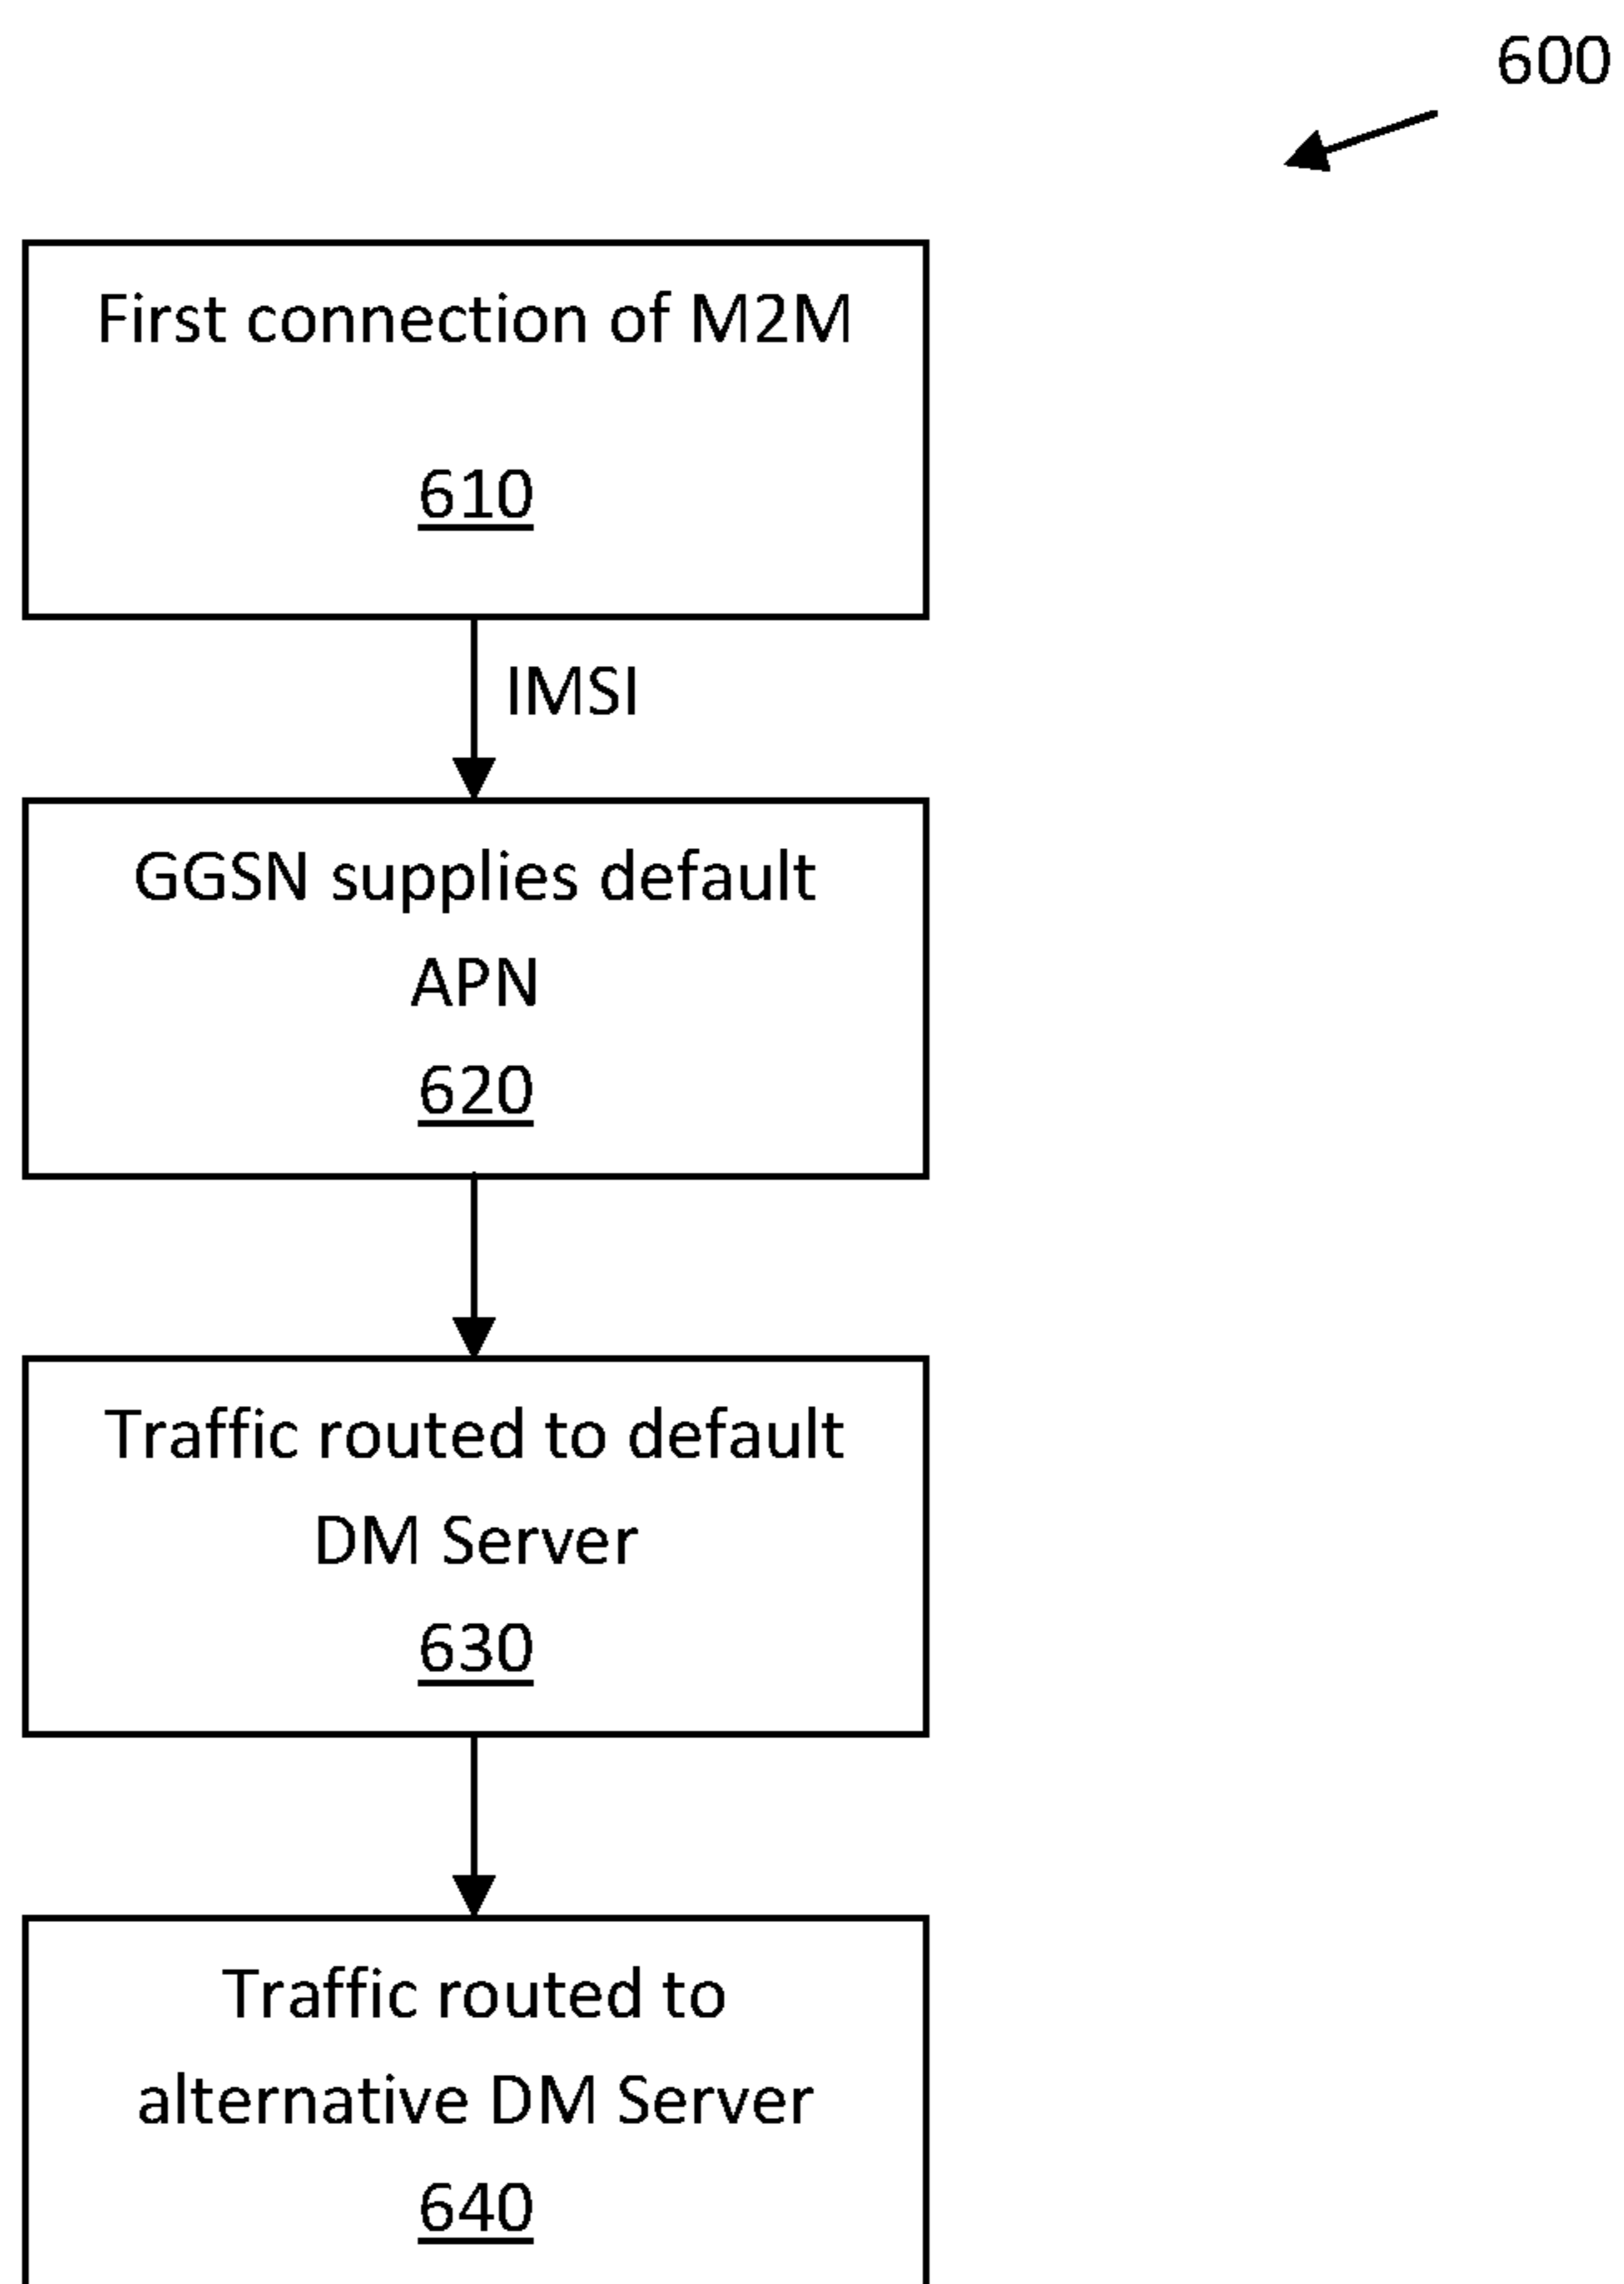 600
First connection of M2M
610
IMSI
GGSN supplies default
APN
620
Traffic routed to default
DM Server
630
Traffic routed to
alternative DM Server
640